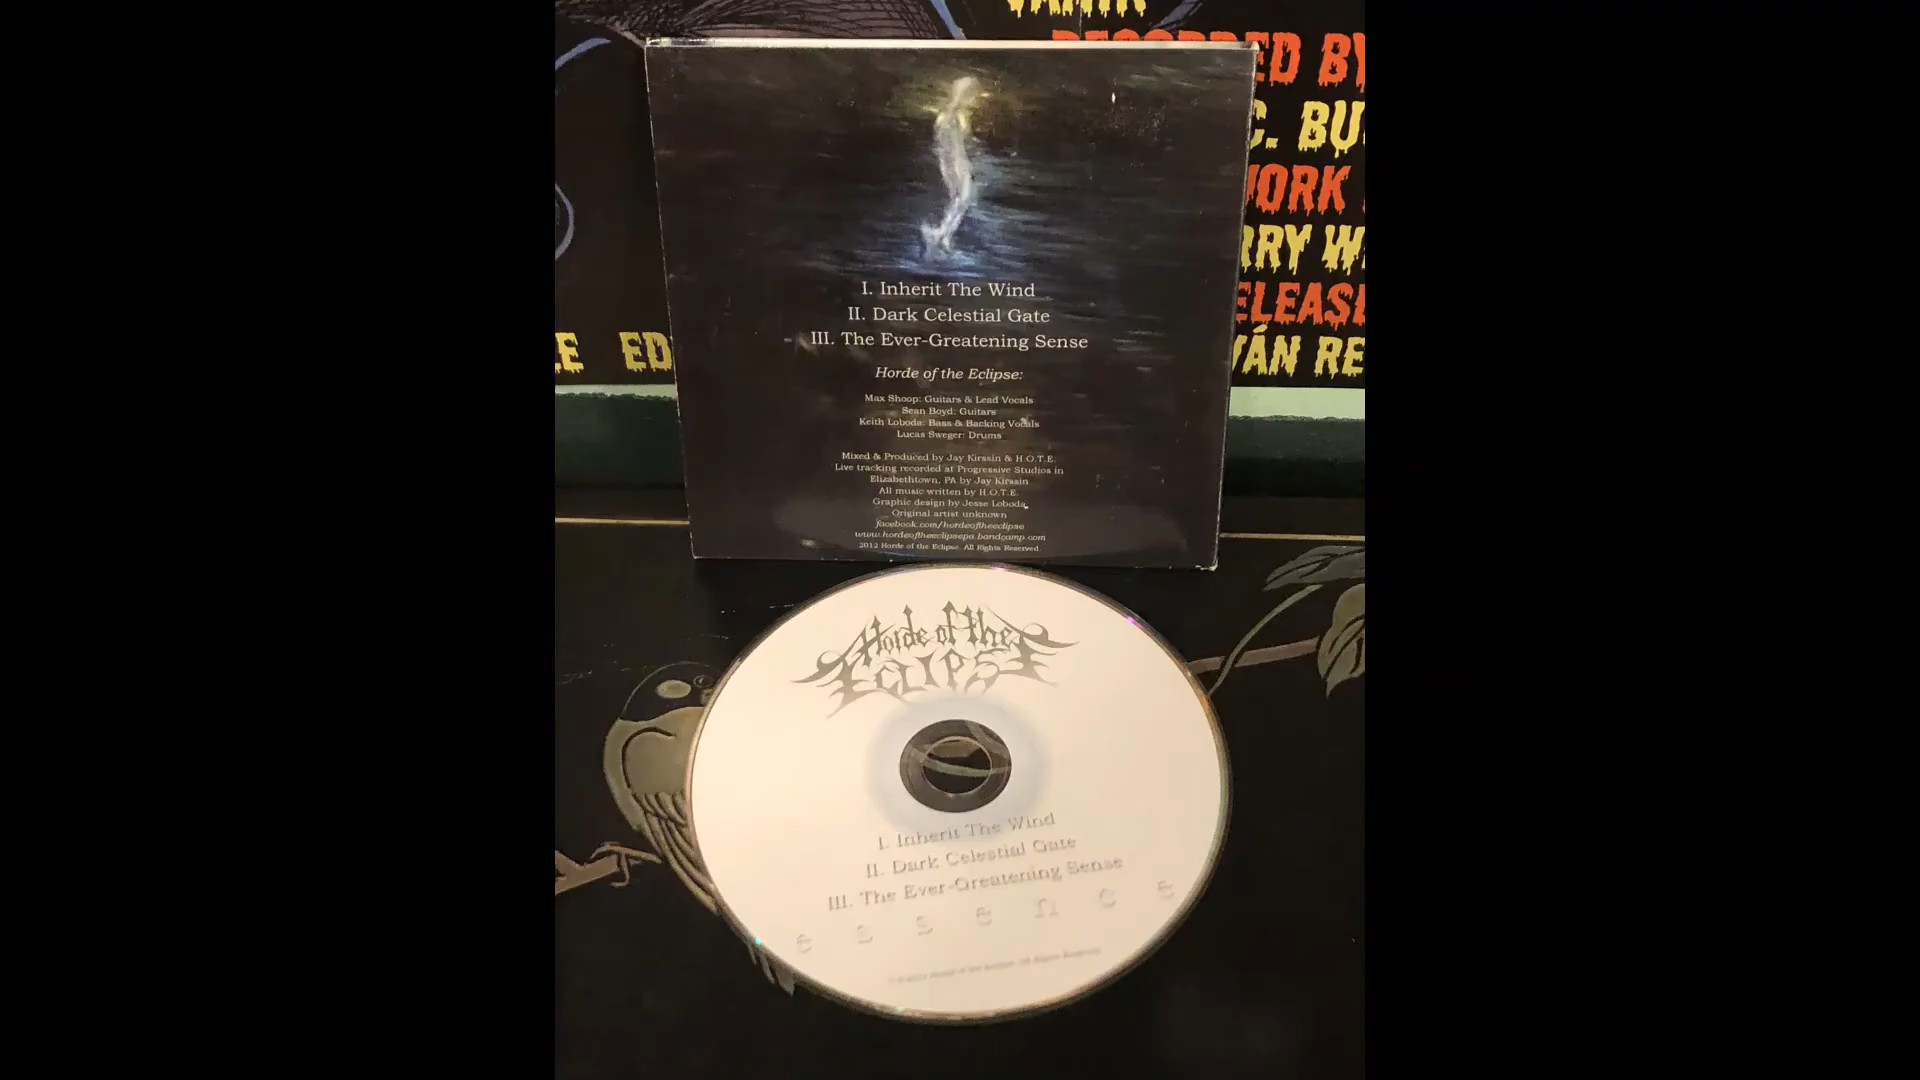 VANIK
RECORDED BY
C. BU
WORK
RRY W
RELEASE
VÁN RE
LE ED
I. Inherit The Wind
II. Dark Celestial Gate
III. The Ever-Greatening Sense
Horde of the Eclipse:
Max Shoop: Guitars & Lead Vocals
Sean Boyd: Guitars
Keith Loboda: Bass & Backing Vocals
Lucas Sweger: Drums
Mixed & Produced by Jay Kirssin & H.O.T.E.
Live tracking recorded at Progressive Studios in
Elizabethtown, PA by Jay Kirssin
All music written by H.O.T.E.
Graphic design by Jesse Loboda
Original artist unknown
facebook.com/hordeoftheeclipse
www.hordeoftheeclipsepa.bandcamp.com
2012 Horde of the Eclipse. All Rights Reserved.
Horde of the
Eclipse
I. Inherit The Wind
II. Dark Celestial Gate
III. The Ever-Greatening Sense
e s s e n c e